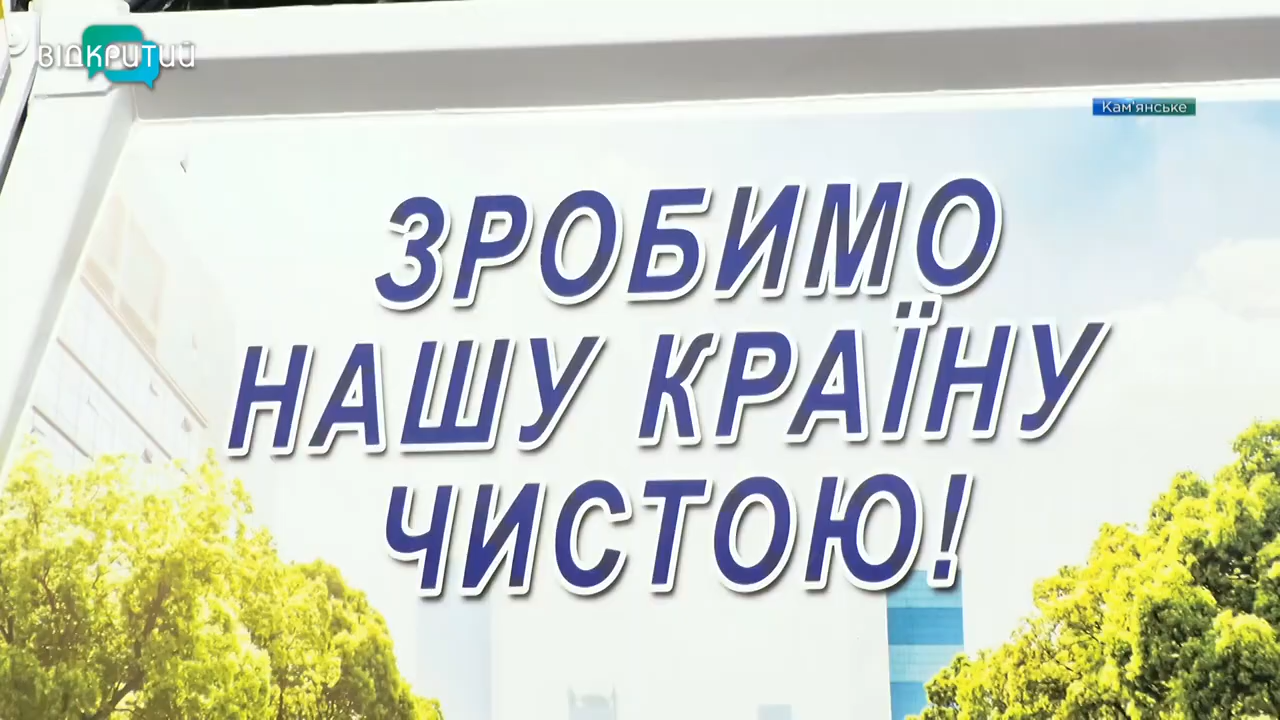 ВІДКРИТИЙ
Кам'янське
ЗРОБИМО
НАШУ КРАЇНУ
ЧИСТОЮ!